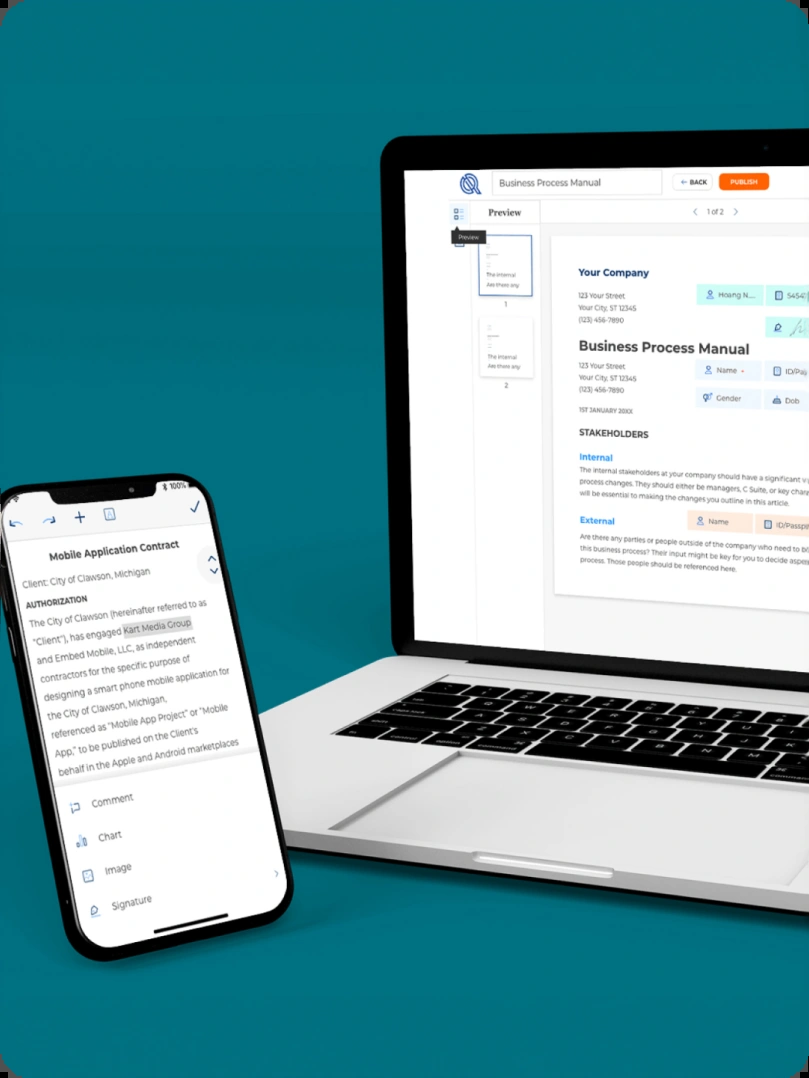 Business Process Manual
BACK
PUBLISH
Preview
1 of 2
Preview
The Internal
Are there any
1
The Internal
Are there any
2
Your Company
123 Your Street
Your City, ST 12345
(123) 456-7890
Hoang N...
5454
Business Process Manual
123 Your Street
Your City, ST 12345
(123) 456-7890
Name
ID/Pa
Gender
Dob
1ST JANUARY 20XX
STAKEHOLDERS
Internal
The internal stakeholders at your company should have a significant
process changes. They should either be managers, C Suite, or key
will be essential to making the changes you outline in this article.
External
Name
ID/Passp
Are there any parties or people outside of the company who need to
this business process? Their input might be key for you to decide
process. Those people should be referenced here.
100%
Mobile Application Contract
Client: City of Clawson, Michigan
AUTHORIZATION
The City of Clawson (hereinafter referred to as
"Client"), has engaged Kart Media Group
and Embed Mobile, LLC, as independent
contractors for the specific purpose of
designing a smart phone mobile application for
the City of Clawson, Michigan,
referenced as "Mobile App Project" or "Mobile
App," to be published on the Client's
behalf in the Apple and Android marketplaces
Comment
Chart
Image
Signature